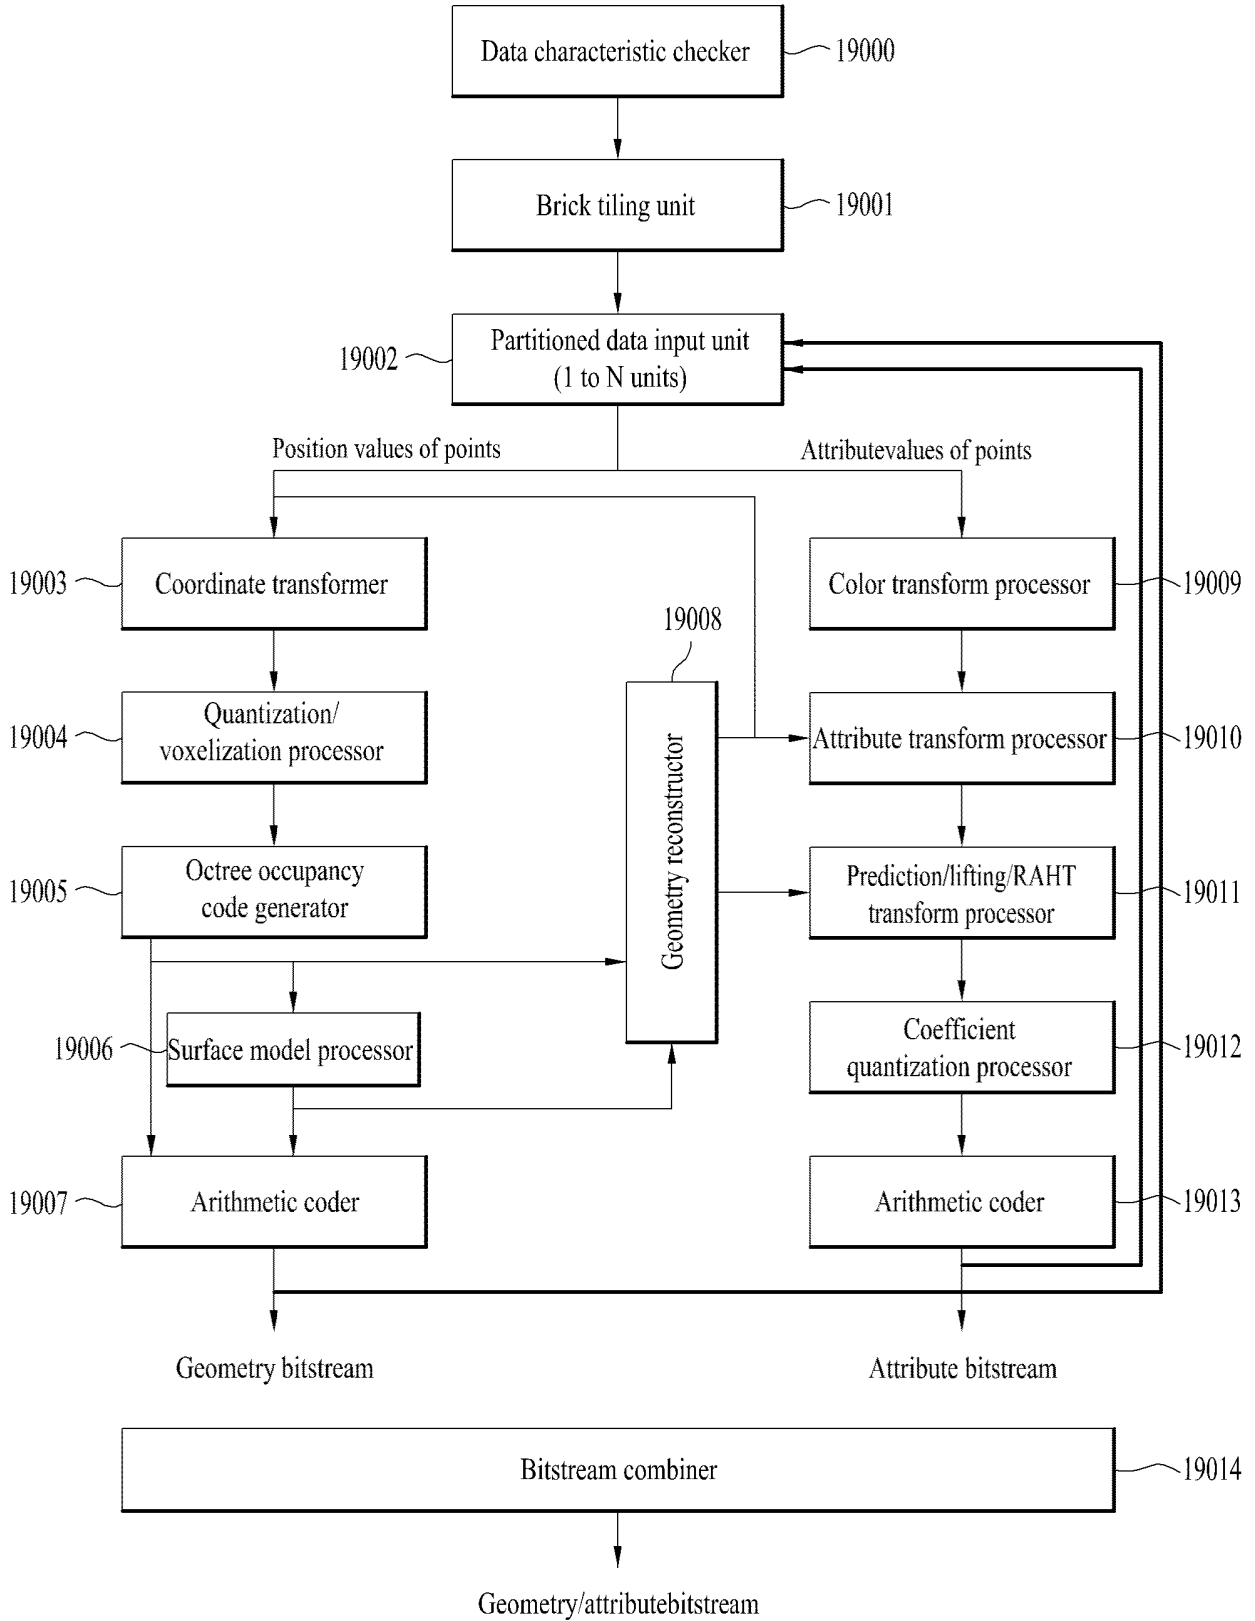 Data characteristic checker
19000
Brick tiling unit
19001
19002
Partitioned data input unit
(1 to N units)
Position values of points
Attributevalues of points
19003
Coordinate transformer
Color transform processor
19009
19008
Geometry reconstructor
19004
Quantization/
voxelization processor
Attribute transform processor
19010
19005
Octree occupancy
code generator
Prediction/lifting/RAHT
transform processor
19011
19006
Surface model processor
Coefficient
quantization processor
19012
19007
Arithmetic coder
Arithmetic coder
19013
Geometry bitstream
Attribute bitstream
Bitstream combiner
19014
Geometry/attributebitstream